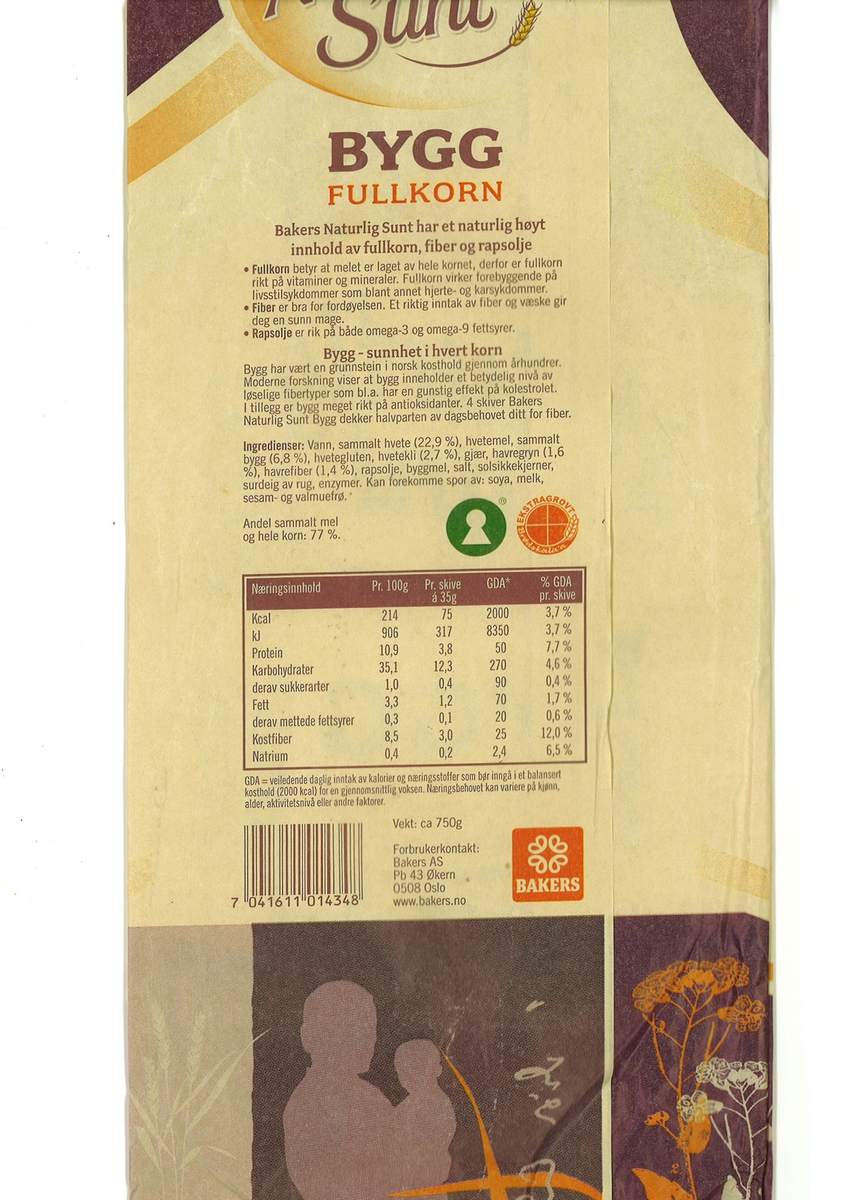 Sunt
BYGG
FULLKORN
Bakers Naturlig Sunt har et naturlig høyt
innhold av fullkorn, fiber og rapsolje
• Fullkorn betyr at melet er laget av hele kornet, derfor er fullkorn
rikt på vitaminer og mineraler. Fullkorn virker forebyggende på
livsstilsykdommer som blant annet hjerte- og karsykdommer.
• Fiber er bra for fordøyelsen. Et riktig inntak av fiber og væske gir
deg en sunn mage.
• Rapsolje er rik på både omega-3 og omega-9 fettsyrer.
Bygg - sunnhet i hvert korn
Bygg har vært en grunnstein i norsk kosthold gjennom århundrer.
Moderne forskning viser at bygg inneholder et betydelig nivå av
løselige fibertyper som bl.a. har en gunstig effekt på kolestrolet.
I tillegg er bygg meget rikt på antioksidanter. 4 skiver Bakers
Naturlig Sunt Bygg dekker halvparten av dagsbehovet ditt for fiber.
Ingredienser: Vann, sammalt hvete (22,9 %), hvetemel, sammalt
bygg (6,8 %), hvetegluten, hvetekli (2,7 %), gjær, havregryn (1,6
%), havrefiber (1,4 %), rapsolje, byggmel, salt, solsikkekjerner,
surdeig av rug, enzymer. Kan forekomme spor av: soya, melk,
sesam- og valmuefrø.
Andel sammalt mel
og hele korn: 77 %.
®
EKSTRAGROVT
Brødskala'n
Næringsinnhold Pr. 100g Pr. skive GDA* % GDA
á 35g pr. skive
Kcal 214 75 2000 3,7 %
kJ 906 317 8350 3,7 %
Protein 10,9 3,8 50 7,7 %
Karbohydrater 35,1 12,3 270 4,6 %
derav sukkerarter 1,0 0,4 90 0,4 %
Fett 3,3 1,2 70 1,7 %
derav mettede fettsyrer 0,3 0,1 20 0,6 %
Kostfiber 8,5 3,0 25 12,0 %
Natrium 0,4 0,2 2,4 6,5 %
GDA = veiledende daglig inntak av kalorier og næringsstoffer som bør inngå i et balansert
kosthold (2000 kcal) for en gjennomsnittlig voksen. Næringsbehovet kan variere på kjønn,
alder, aktivitetsnivå eller andre faktorer.
Vekt: ca 750g
Forbrukerkontakt:
Bakers AS
Pb 43 Økern
0508 Oslo
www.bakers.no
BAKERS
7 041611 014348